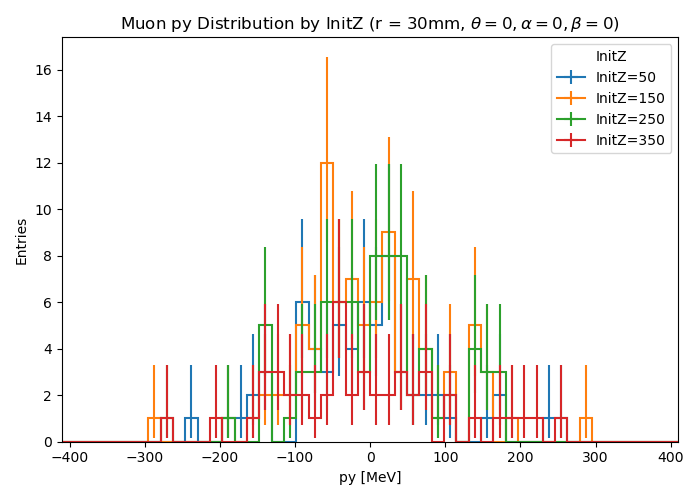 Muon py Distribution by InitZ (r = 30mm, θ = 0, α = 0, β = 0)
Entries
16
14
12
10
8
6
4
2
0
InitZ
InitZ=50
InitZ=150
InitZ=250
InitZ=350
−400 −300 −200 −100 0 100 200 300 400
py [MeV]